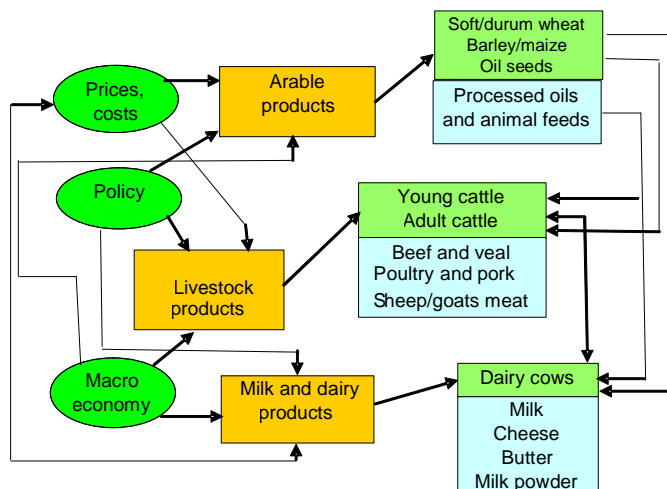 Soft/durum wheat
Barley/maize
Oil seeds
Arable
products
Prices,
costs
Processed oils
and animal feeds
Policy
Young cattle
Adult cattle
Beef and veal
Poultry and pork
Sheep/goats meat
Livestock
products
Macro
economy
Milk and dairy
products
Dairy cows
Milk
Cheese
Butter
Milk powder